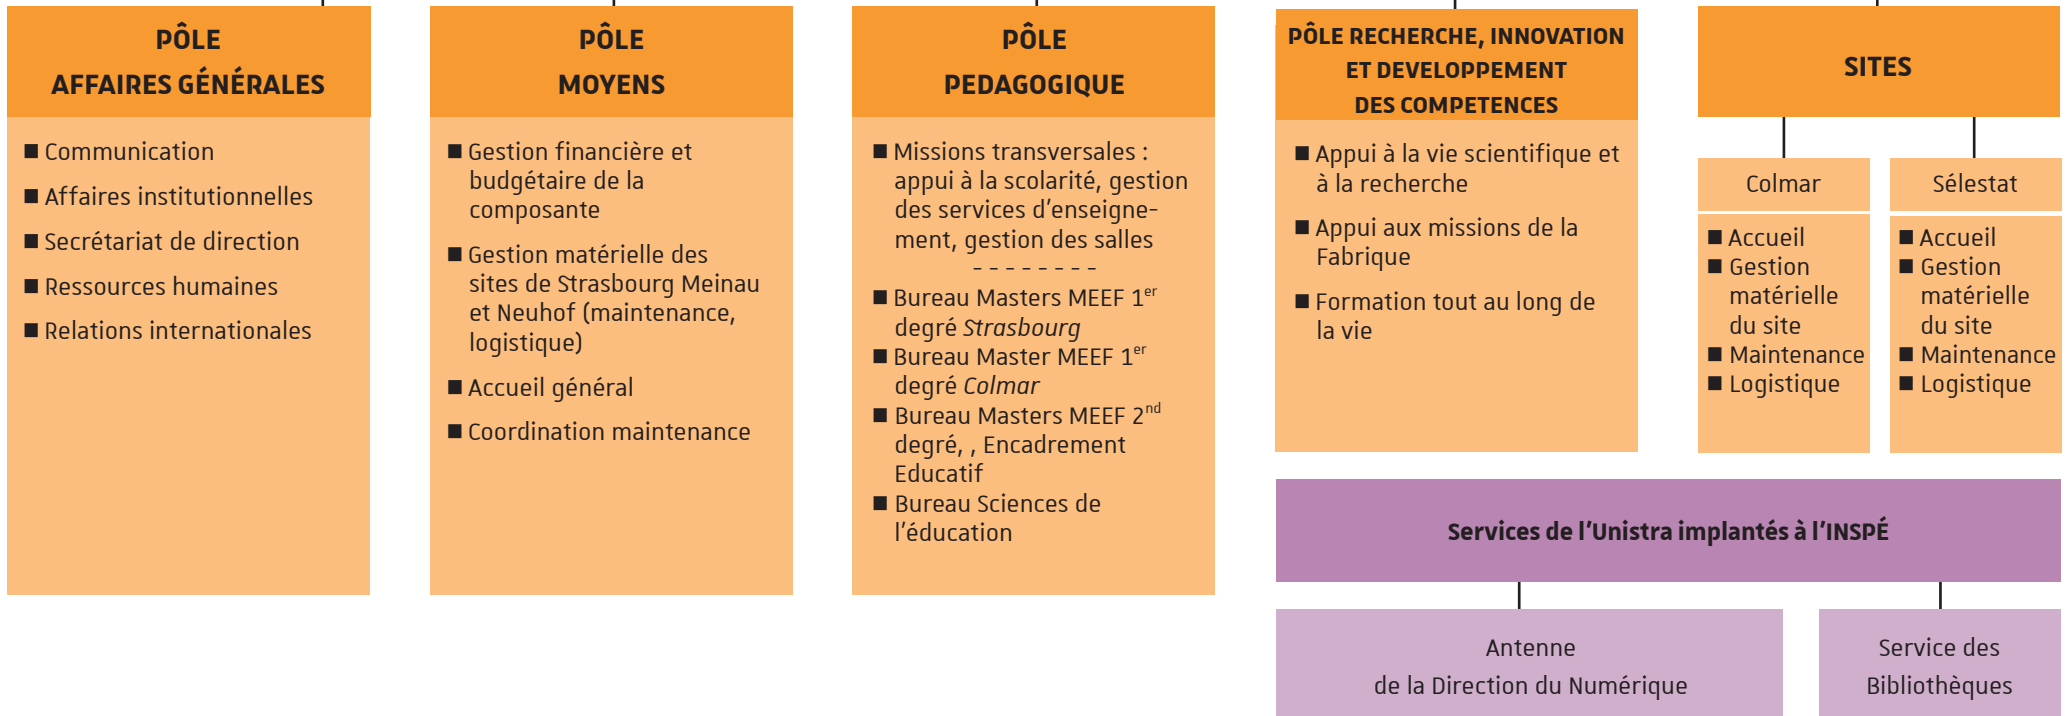 PÔLE
AFFAIRES GÉNÉRALES
■ Communication
■ Affaires institutionnelles
■ Secrétariat de direction
■ Ressources humaines
■ Relations internationales
PÔLE
MOYENS
■ Gestion financière et
budgétaire de la
composante
■ Gestion matérielle des
sites de Strasbourg Meinau
et Neuhof (maintenance,
logistique)
■ Accueil général
■ Coordination maintenance
PÔLE
PEDAGOGIQUE
■ Missions transversales :
appui à la scolarité, gestion
des services d'enseigne-
ment, gestion des salles
- - - - - - - -
■ Bureau Masters MEEF 1er
degré Strasbourg
■ Bureau Master MEEF 1er
degré Colmar
■ Bureau Masters MEEF 2nd
degré, , Encadrement
Educatif
■ Bureau Sciences de
l'éducation
PÔLE RECHERCHE, INNOVATION
ET DEVELOPPEMENT
DES COMPETENCES
■ Appui à la vie scientifique et
à la recherche
■ Appui aux missions de la
Fabrique
■ Formation tout au long de
la vie
SITES
Colmar
■ Accueil
■ Gestion
matérielle
du site
■ Maintenance
■ Logistique
Sélestat
■ Accueil
■ Gestion
matérielle
du site
■ Maintenance
■ Logistique
Services de l'Unistra implantés à l'INSPÉ
Antenne
de la Direction du Numérique
Service des
Bibliothèques